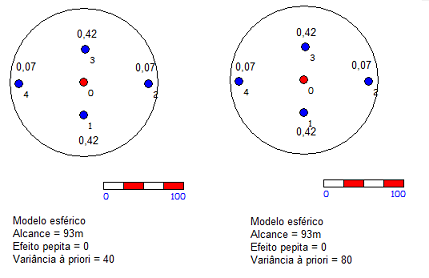 0,42
3
0,07
4
0
0,07
2
1
0,42
0
100
Modelo esférico
Alcance = 93m
Efeito pepita = 0
Variância à priori = 40
0,42
3
0,07
4
0
0,07
2
1
0,42
0
100
Modelo esférico
Alcance = 93m
Efeito pepita = 0
Variância à priori = 80